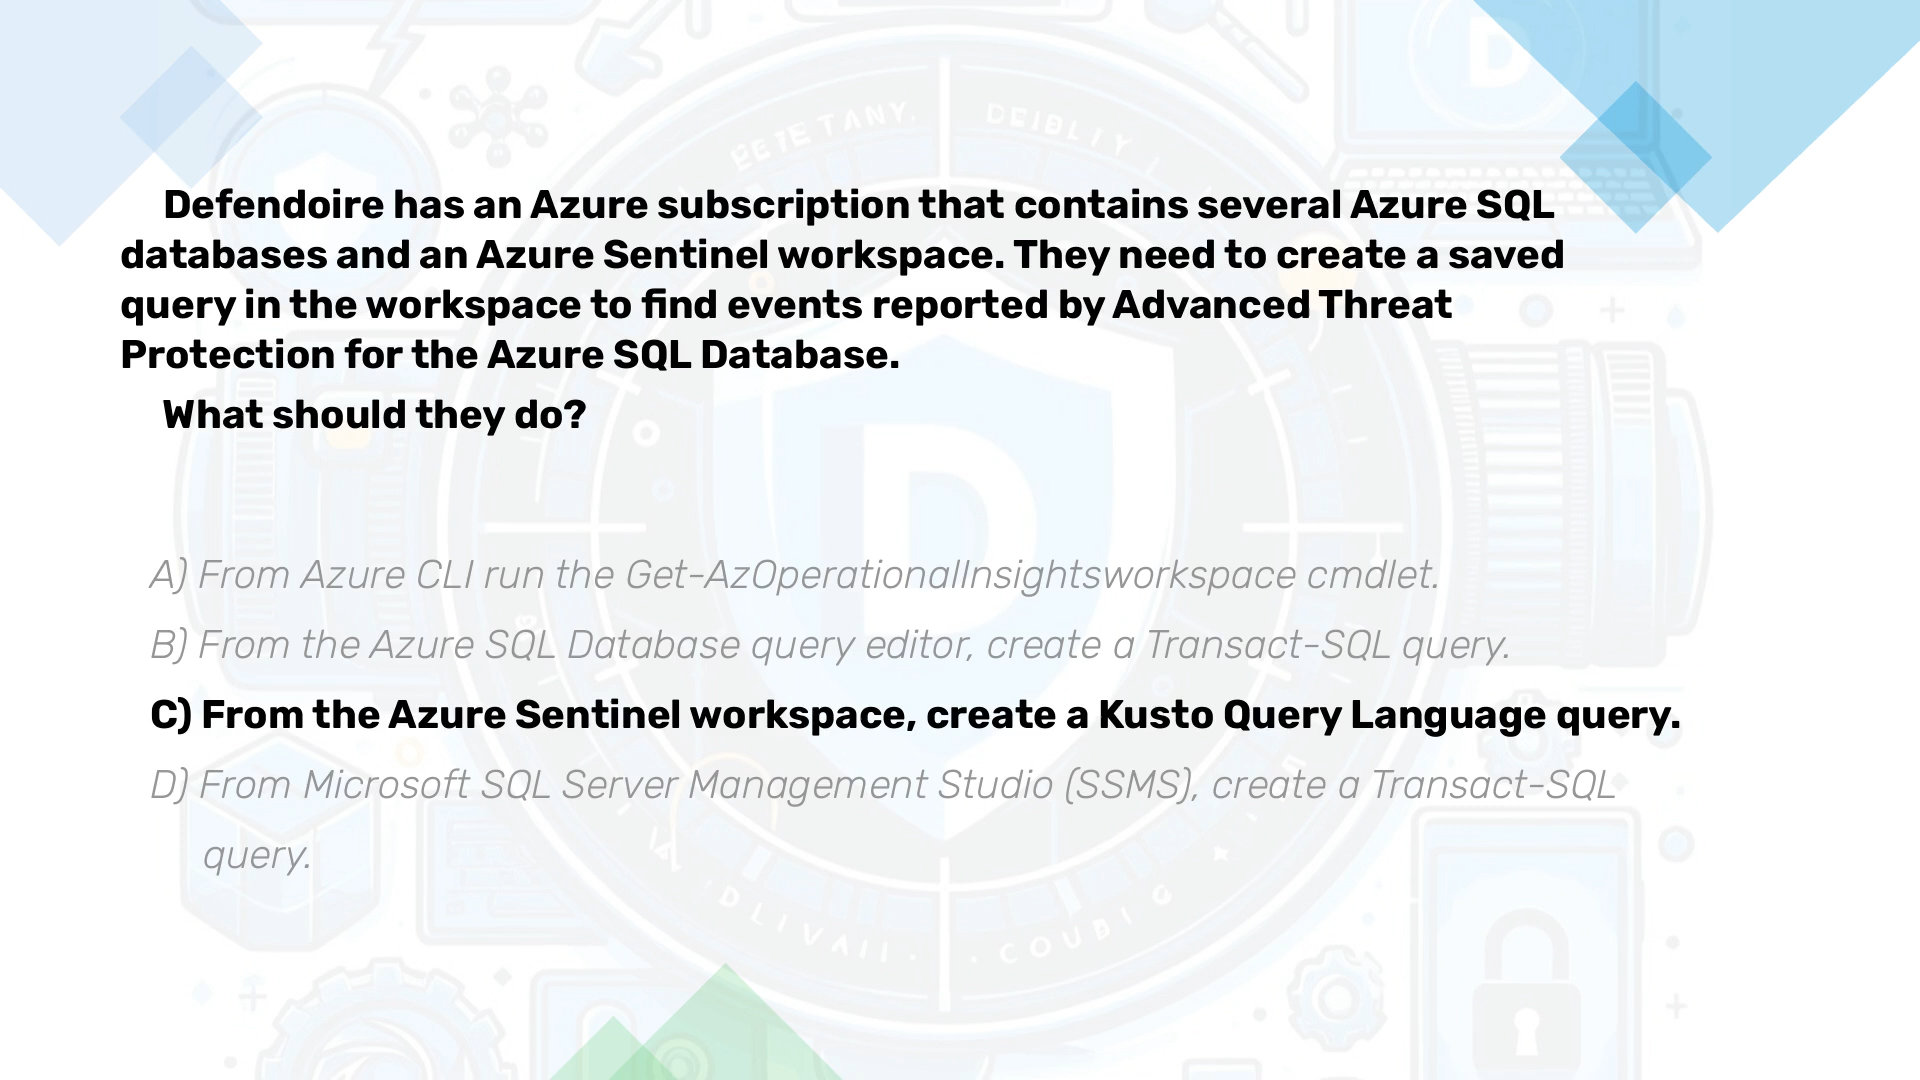 Defendoire has an Azure subscription that contains several Azure SQL
databases and an Azure Sentinel workspace. They need to create a saved
query in the workspace to find events reported by Advanced Threat
Protection for the Azure SQL Database.
What should they do?
A) From Azure CLI run the Get-AzOperationalInsightsworkspace cmdlet.
B) From the Azure SQL Database query editor, create a Transact-SQL query.
C) From the Azure Sentinel workspace, create a Kusto Query Language query.
D) From Microsoft SQL Server Management Studio (SSMS), create a Transact-SQL
query.